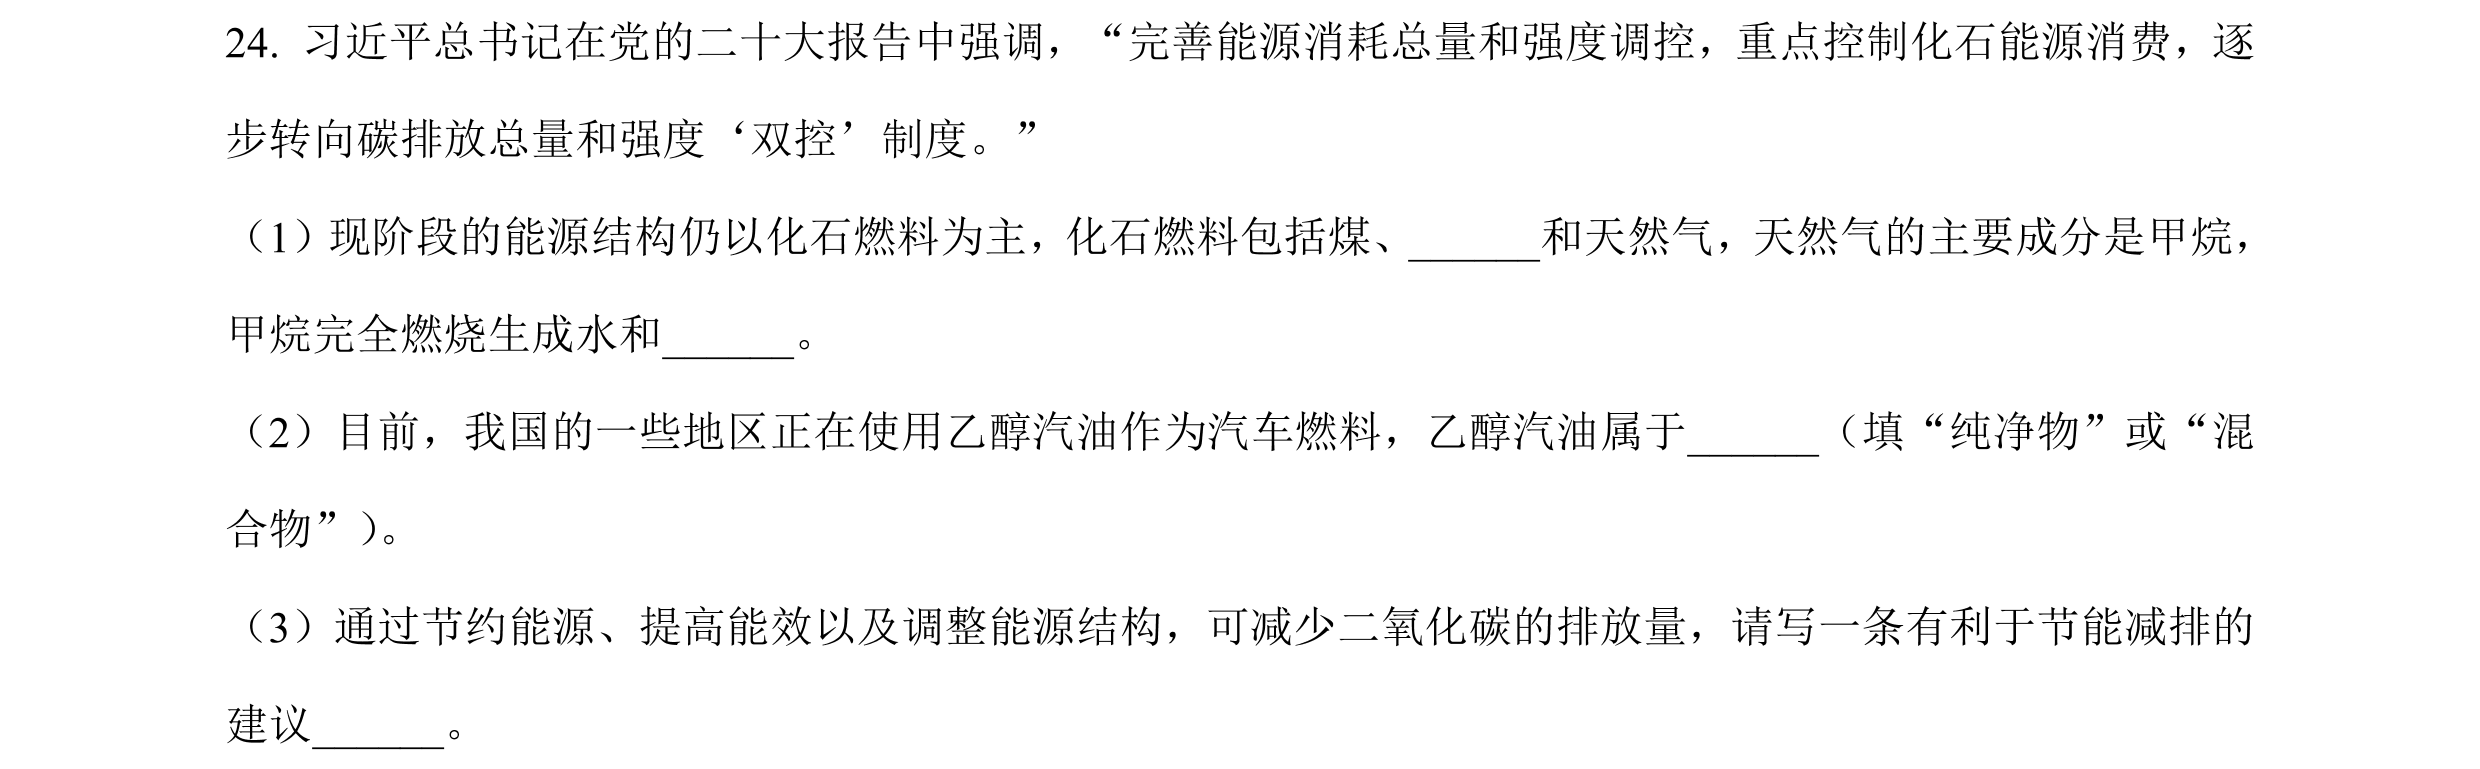 24. 习近平总书记在党的二十大报告中强调，“完善能源消耗总量和强度调控，重点控制化石能源消费，逐
步转向碳排放总量和强度‘双控’制度。”
（1）现阶段的能源结构仍以化石燃料为主，化石燃料包括煤、______和天然气，天然气的主要成分是甲烷，
甲烷完全燃烧生成水和______。
（2）目前，我国的一些地区正在使用乙醇汽油作为汽车燃料，乙醇汽油属于______（填“纯净物”或“混
合物”）。
（3）通过节约能源、提高能效以及调整能源结构，可减少二氧化碳的排放量，请写一条有利于节能减排的
建议______。